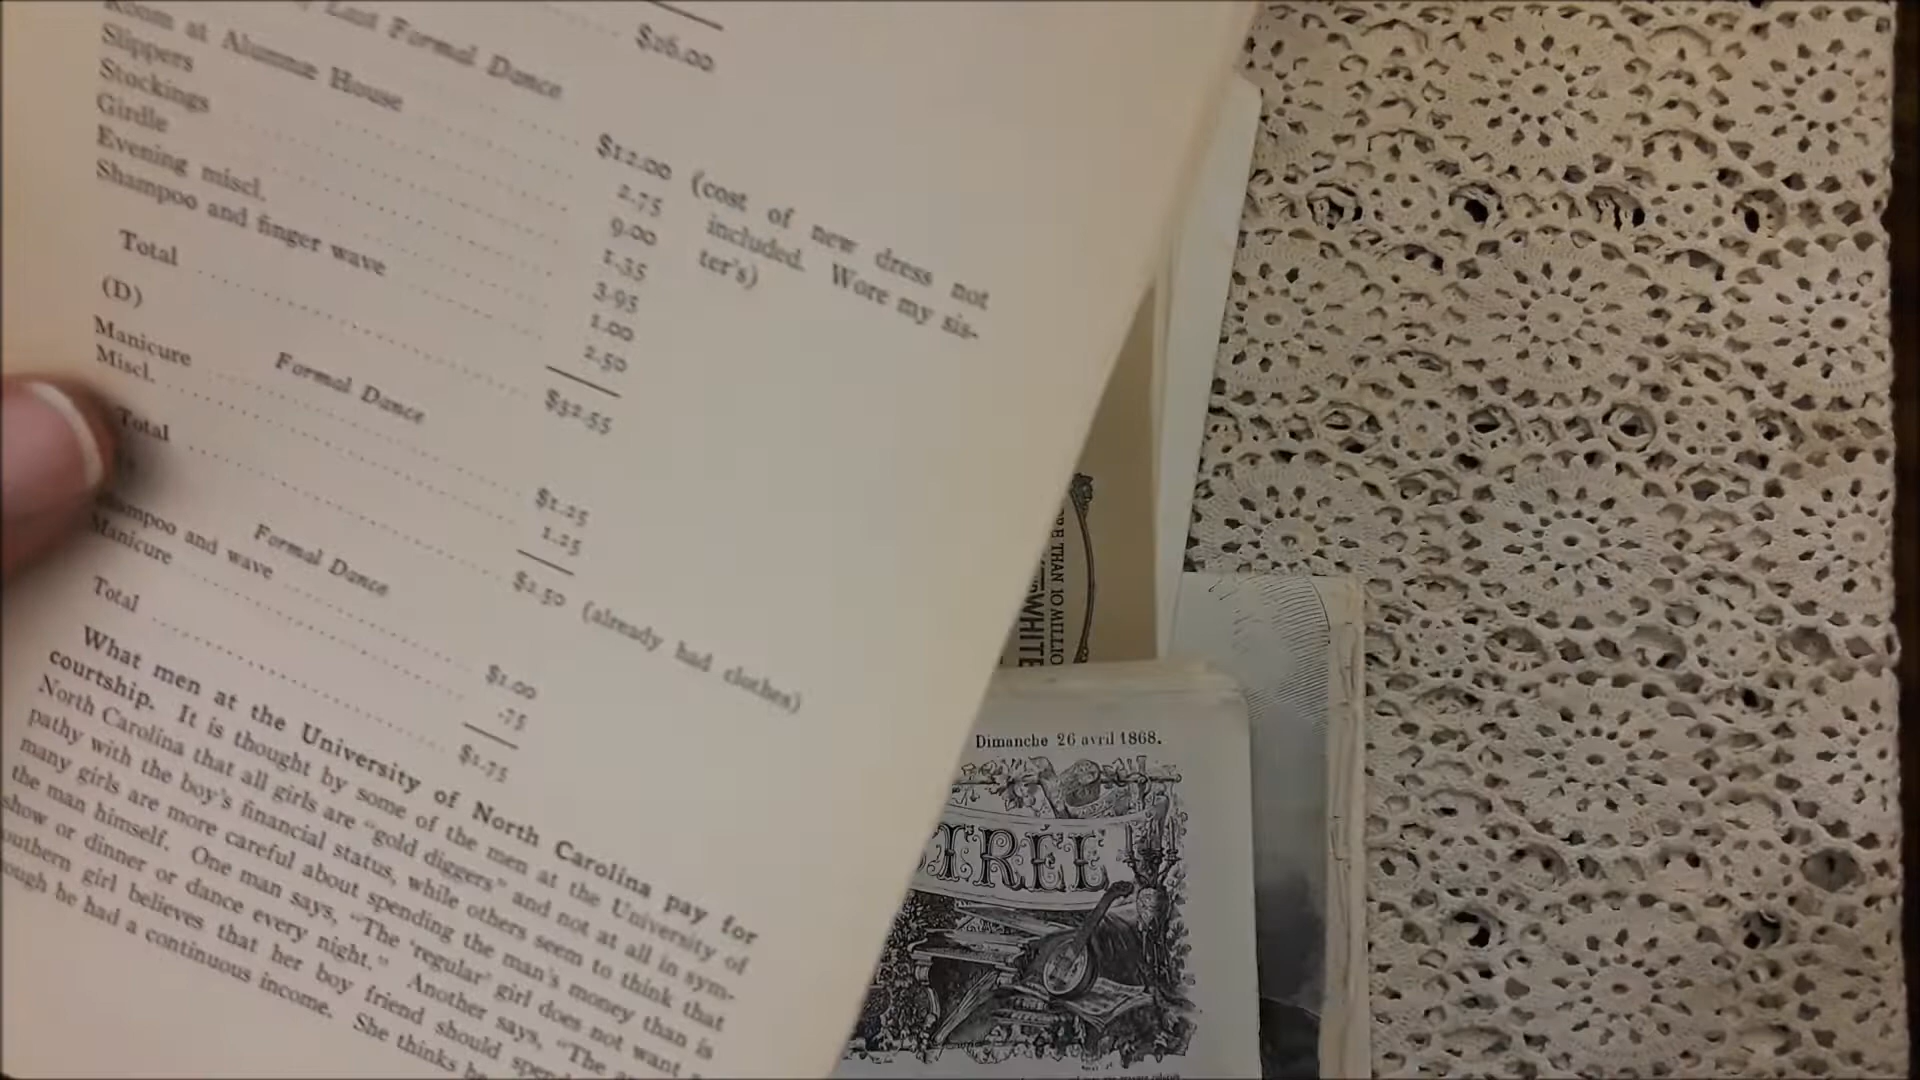 $26.00
Last Formal Dance
Room at Alumnæ House . . . . $12.00 (cost of new dress not
Slippers . . . . 2.75 included. Wore my sis-
Stockings . . . . 9.00 ter's)
Girdle . . . . 1.35
Evening miscl. . . . . 3.95
Shampoo and finger wave . . . . 1.00
2.50
Total . . . . $32.55
(D)
Formal Dance
Manicure . . . . $1.25
Miscl. . . . . 1.25
Total . . . . $2.50 (already had clothes)
Formal Dance
Shampoo and wave . . . . $1.00
Manicure . . . . .75
Total . . . . $1.75
What men at the University of North Carolina pay for
courtship. It is thought by some of the men at the University of
North Carolina that all girls are "gold diggers" and not at all in sym-
pathy with the boy's financial status, while others seem to think that
many girls are more careful about spending the man's money than is
the man himself. One man says, "The 'regular' girl does not want
show or dinner or dance every night." Another says, "The
southern girl believes that her boy friend should
he had a continuous income. She thinks
THAN 10 MILLIO
WHITE
Dimanche 26 avril 1868.
TRÉE